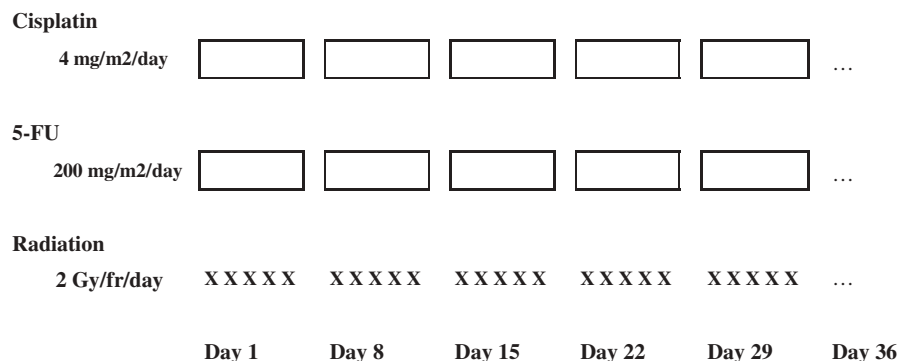 Cisplatin
4 mg/m2/day
…
5-FU
200 mg/m2/day
…
Radiation
2 Gy/fr/day X X X X X X X X X X X X X X X X X X X X X X X X X …
Day 1 Day 8 Day 15 Day 22 Day 29 Day 36